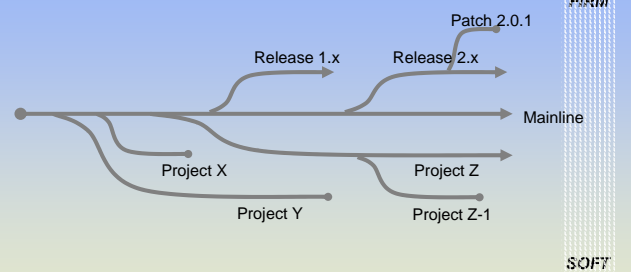 FIRM
Patch 2.0.1
Release 1.x
Release 2.x
Mainline
Project X
Project Z
Project Y
Project Z-1
SOFT